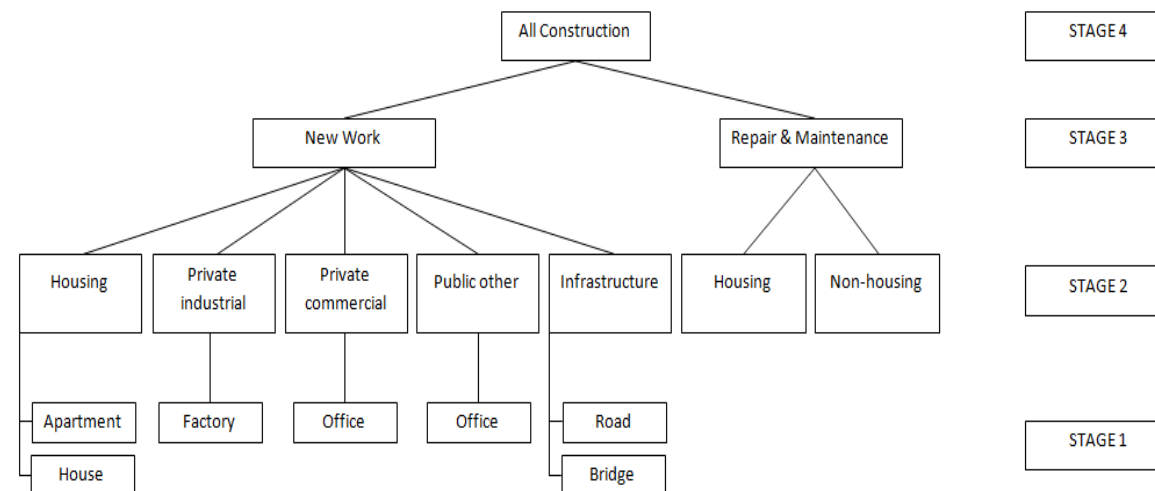 All Construction
STAGE 4
New Work
Repair & Maintenance
STAGE 3
Housing
Private
industrial
Private
commercial
Public other
Infrastructure
Housing
Non-housing
STAGE 2
Apartment
Factory
Office
Office
Road
STAGE 1
House
Bridge